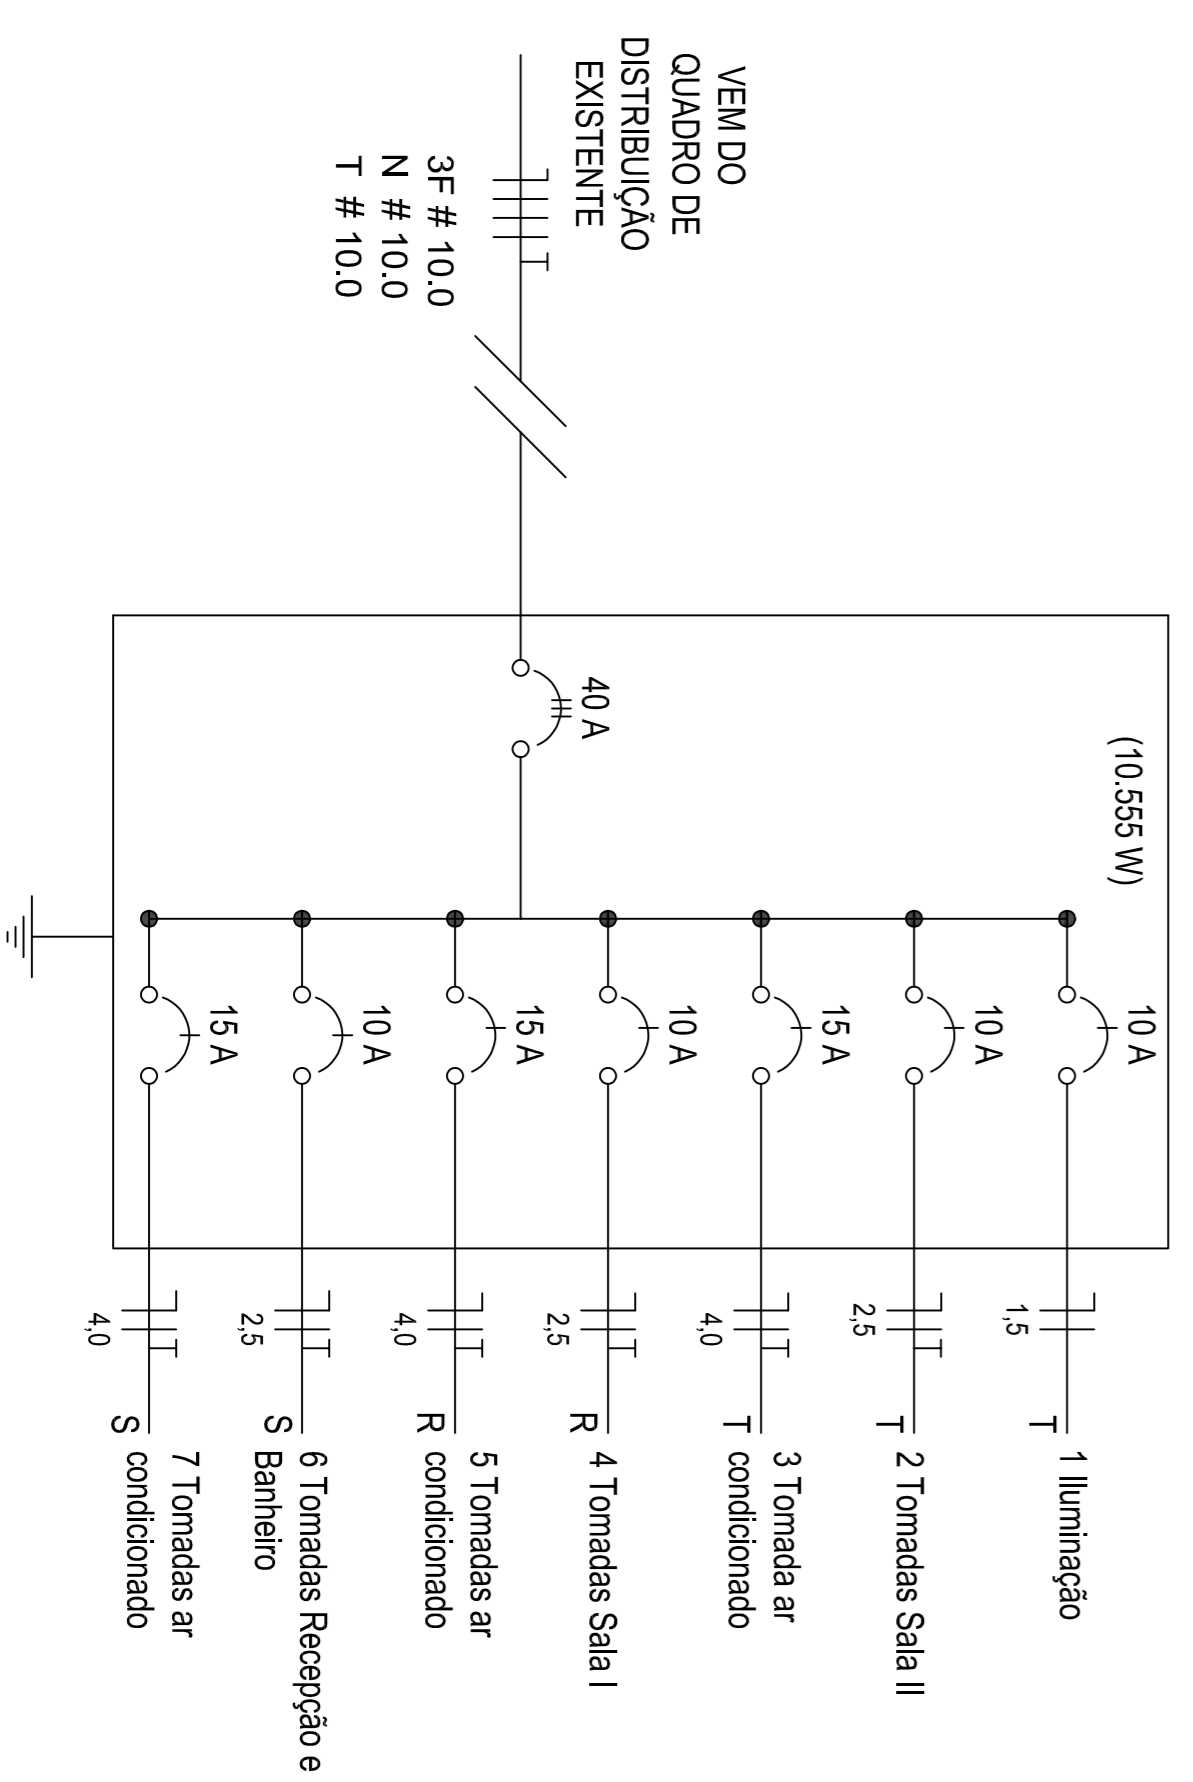 VEM DO
QUADRO DE
DISTRIBUIÇÃO
EXISTENTE
3F # 10.0
N # 10.0
T # 10.0
(10.555 W)
40 A
10 A
1,5
T
1 Iluminação
10 A
2,5
T
2 Tomadas Sala II
15 A
4,0
T
3 Tomada ar
condicionado
10 A
2,5
R
4 Tomadas Sala I
15 A
4,0
R
5 Tomadas ar
condicionado
10 A
2,5
S
6 Tomadas Recepção e
Banheiro
15 A
4,0
S
7 Tomadas ar
condicionado